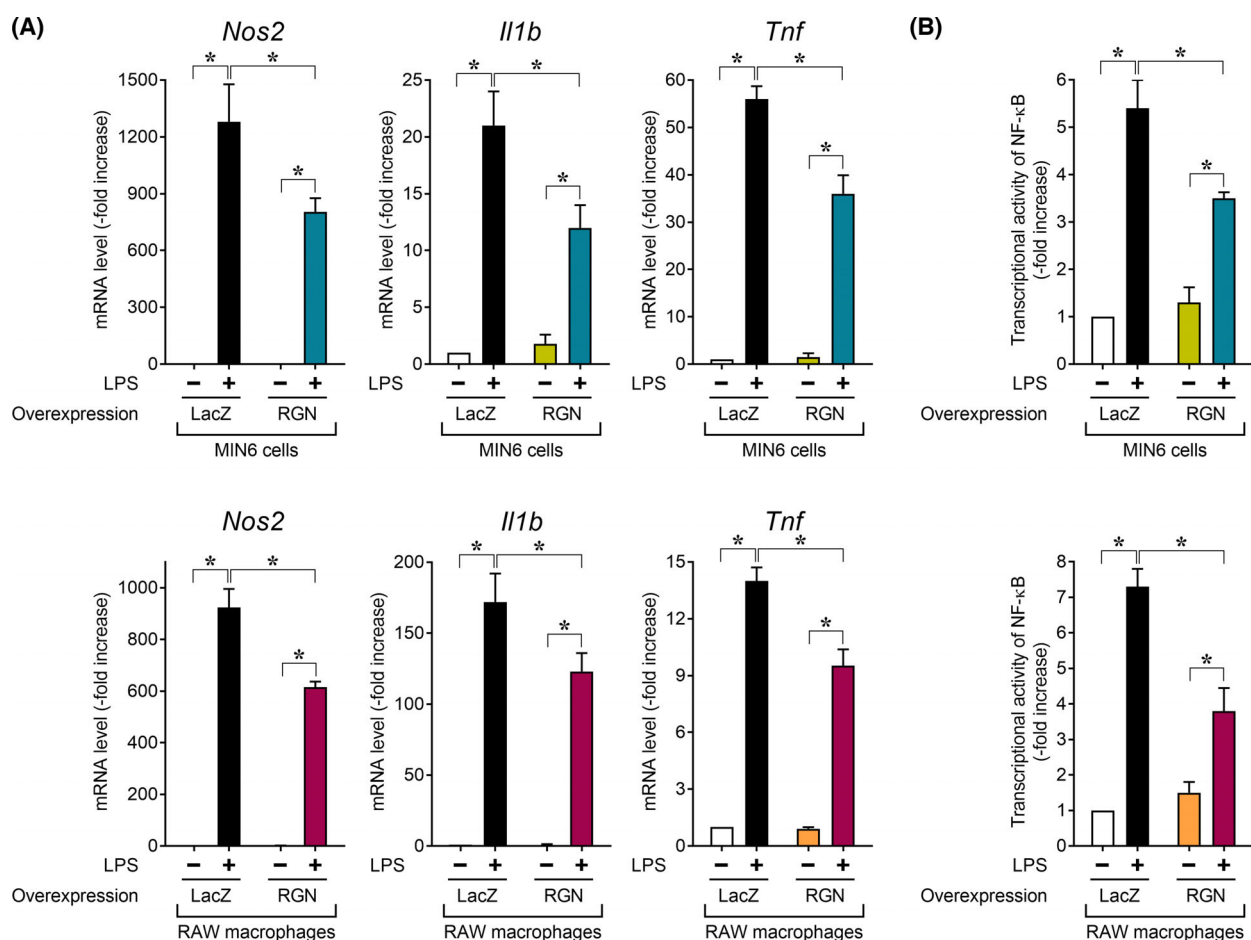 (A)
Nos2
Il1b
Tnf
(B)
* *
*
mRNA level (-fold increase)
1500
1200
900
600
300
0
* *
*
mRNA level (-fold increase)
25
20
15
10
5
0
* *
*
mRNA level (-fold increase)
60
50
40
30
20
10
0
* *
*
Transcriptional activity of NF-κB
(-fold increase)
6
5
4
3
2
1
0
LPS − + − +
LPS − + − +
LPS − + − +
LPS − + − +
Overexpression LacZ RGN
LacZ RGN
LacZ RGN
Overexpression LacZ RGN
MIN6 cells
MIN6 cells
MIN6 cells
MIN6 cells
Nos2
Il1b
Tnf
* *
*
mRNA level (-fold increase)
1000
800
600
400
200
0
* *
*
mRNA level (-fold increase)
200
150
100
50
0
* *
*
mRNA level (-fold increase)
15
12
9
6
3
0
* *
*
Transcriptional activity of NF-κB
(-fold increase)
8
7
6
5
4
3
2
1
0
LPS − + − +
LPS − + − +
LPS − + − +
LPS − + − +
Overexpression LacZ RGN
LacZ RGN
LacZ RGN
Overexpression LacZ RGN
RAW macrophages
RAW macrophages
RAW macrophages
RAW macrophages